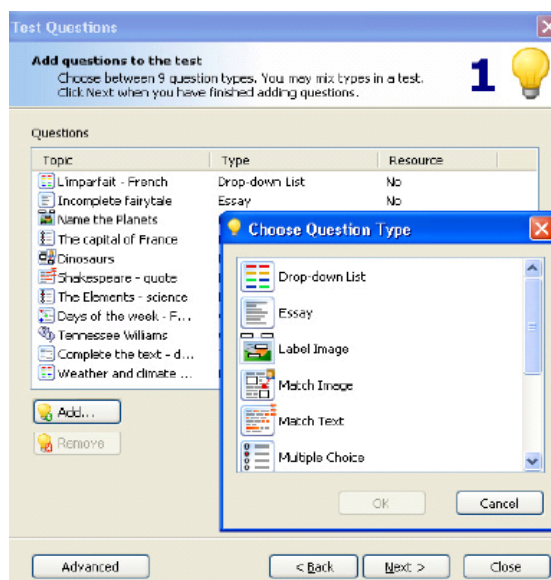 Test Questions
Add questions to the test
Choose between 9 question types. You may mix types in a test.
Click Next when you have finished adding questions.
1
Questions
Topic Type Resource
L'imparfait - French Drop-down List No
Incomplete fairytale Essay No
Name the Planets
The capital of France
Dinosaurs
Shakespeare - quote
The Elements - science
Days of the week - F...
Tennessee Williams
Complete the text - d...
Weather and climate ...
Choose Question Type
Drop-down List
Essay
Label Image
Match Image
Match Text
Multiple Choice
OK Cancel
Add...
Remove
Advanced < Back Next > Close